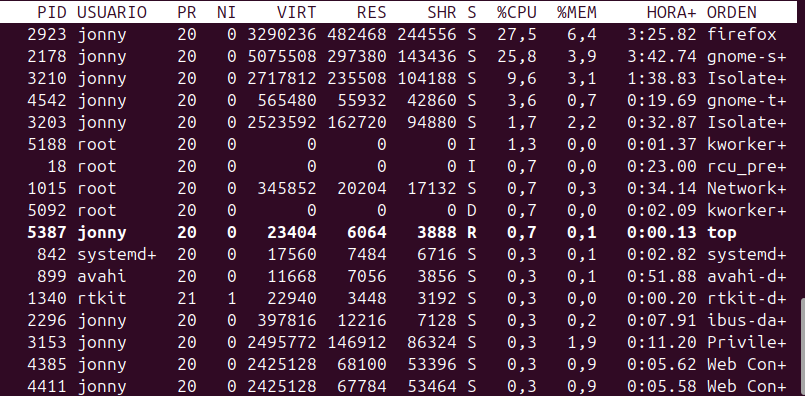 PID USUARIO PR NI VIRT RES SHR S %CPU %MEM HORA+ ORDEN
2923 jonny 20 0 3290236 482468 244556 S 27,5 6,4 3:25.82 firefox
2178 jonny 20 0 5075508 297380 143436 S 25,8 3,9 3:42.74 gnome-s+
3210 jonny 20 0 2717812 235508 104188 S 9,6 3,1 1:38.83 Isolate+
4542 jonny 20 0 565480 55932 42860 S 3,6 0,7 0:19.69 gnome-t+
3203 jonny 20 0 2523592 162720 94880 S 1,7 2,2 0:32.87 Isolate+
5188 root 20 0 0 0 0 I 1,3 0,0 0:01.37 kworker+
18 root 20 0 0 0 0 I 0,7 0,0 0:23.00 rcu_pre+
1015 root 20 0 345852 20204 17132 S 0,7 0,3 0:34.14 Network+
5092 root 20 0 0 0 0 D 0,7 0,0 0:02.09 kworker+
5387 jonny 20 0 23404 6064 3888 R 0,7 0,1 0:00.13 top
842 systemd+ 20 0 17560 7484 6716 S 0,3 0,1 0:02.82 systemd+
899 avahi 20 0 11668 7056 3856 S 0,3 0,1 0:51.88 avahi-d+
1340 rtkit 21 1 22940 3448 3192 S 0,3 0,0 0:00.20 rtkit-d+
2296 jonny 20 0 397816 12216 7128 S 0,3 0,2 0:07.91 ibus-da+
3153 jonny 20 0 2495772 146912 86324 S 0,3 1,9 0:11.20 Privile+
4385 jonny 20 0 2425128 68100 53396 S 0,3 0,9 0:05.62 Web Con+
4411 jonny 20 0 2425128 67784 53464 S 0,3 0,9 0:05.58 Web Con+